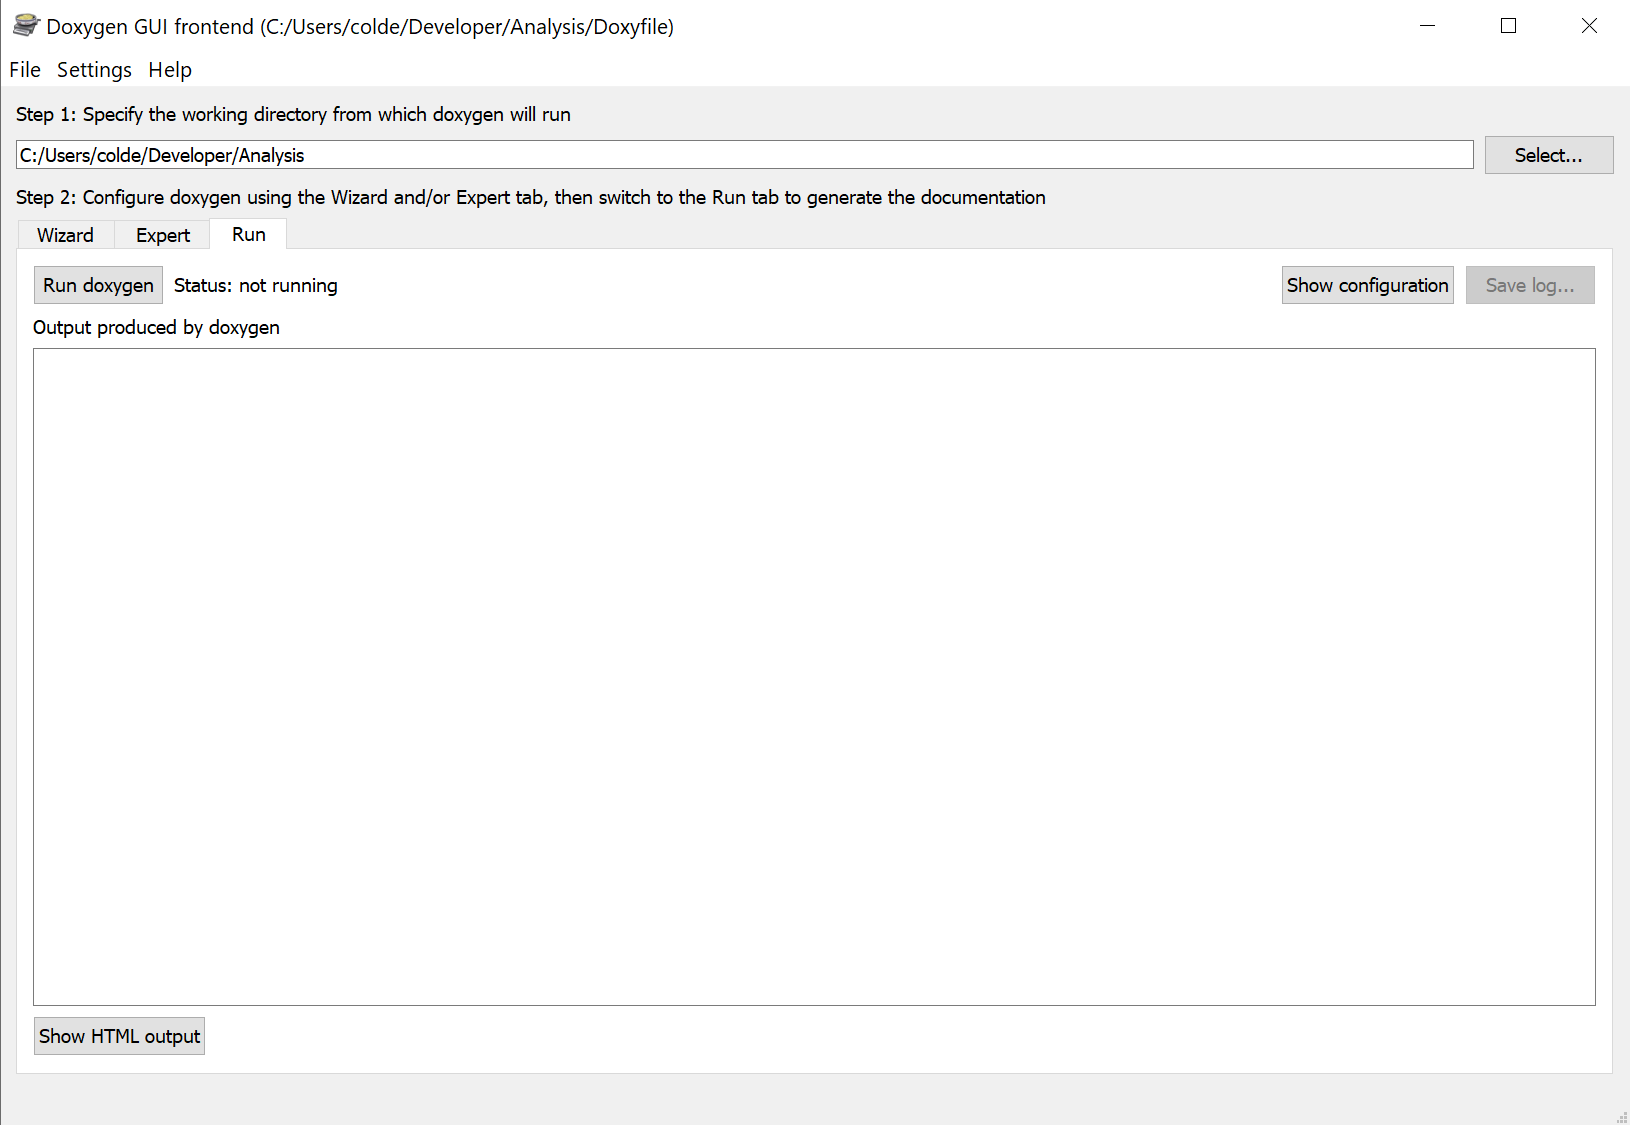 Doxygen GUI frontend (C:/Users/colde/Developer/Analysis/Doxyfile)
File Settings Help
Step 1: Specify the working directory from which doxygen will run
C:/Users/colde/Developer/Analysis Select...
Step 2: Configure doxygen using the Wizard and/or Expert tab, then switch to the Run tab to generate the documentation
Wizard Expert Run
Run doxygen Status: not running Show configuration Save log...
Output produced by doxygen
Show HTML output